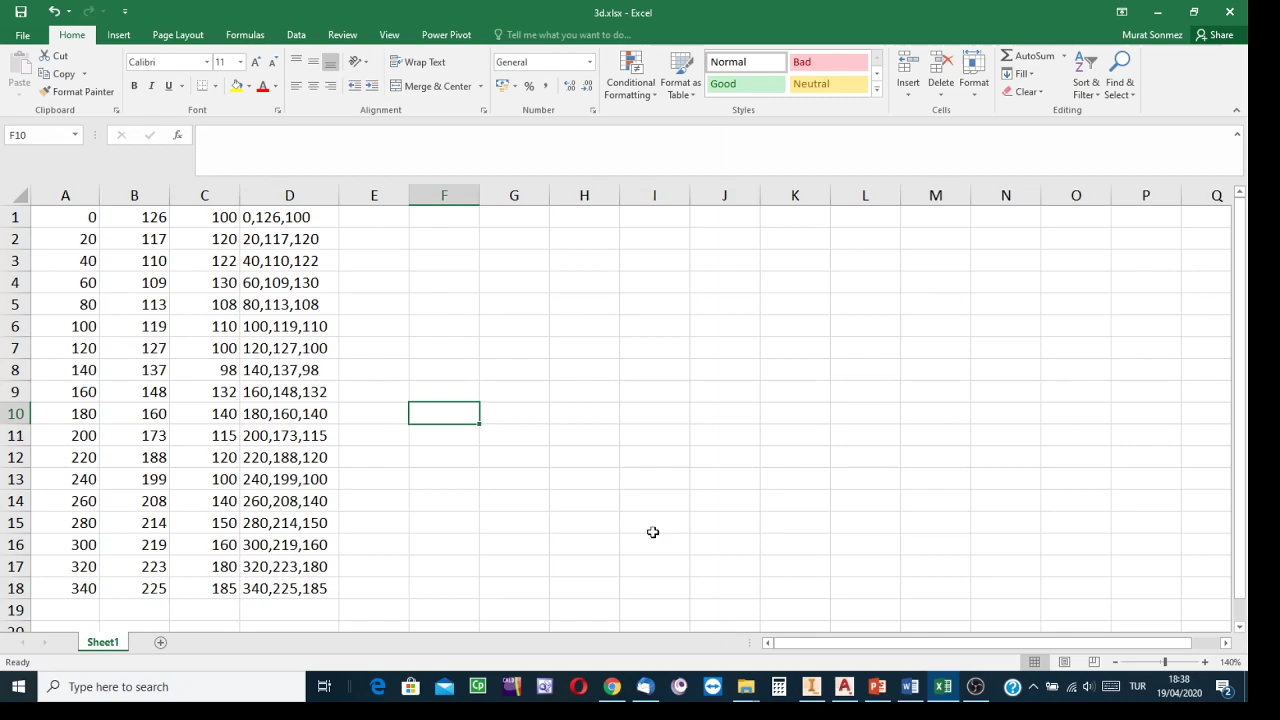 3d.xlsx - Excel
File Home Insert Page Layout Formulas Data Review View Power Pivot Tell me what you want to do... Murat Sonmez Share
Paste Cut Copy Format Painter Clipboard
Calibri 11 B I U A A A Font
Wrap Text Merge & Center Alignment
General % , Number
Conditional Formatting Format as Table Normal Bad Good Neutral Styles
Insert Delete Format Cells
AutoSum Fill Clear Sort & Filter Find & Select Editing
F10 fx
A B C D E F G H I J K L M N O P Q
1 0 126 100 0,126,100
2 20 117 120 20,117,120
3 40 110 122 40,110,122
4 60 109 130 60,109,130
5 80 113 108 80,113,108
6 100 119 110 100,119,110
7 120 127 100 120,127,100
8 140 137 98 140,137,98
9 160 148 132 160,148,132
10 180 160 140 180,160,140
11 200 173 115 200,173,115
12 220 188 120 220,188,120
13 240 199 100 240,199,100
14 260 208 140 260,208,140
15 280 214 150 280,214,150
16 300 219 160 300,219,160
17 320 223 180 320,223,180
18 340 225 185 340,225,185
19
20
Sheet1
Ready 140%
Type here to search TUR 18:38
19/04/2020 2